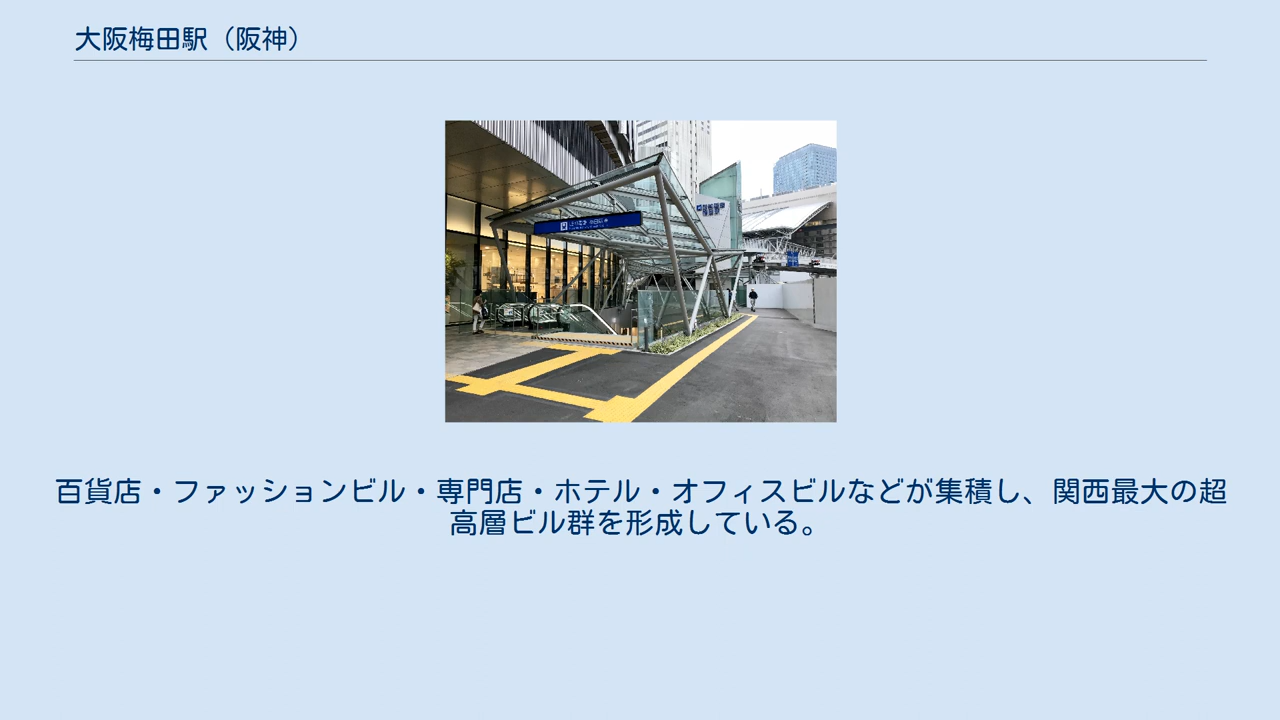 大阪梅田駅（阪神）
百貨店・ファッションビル・専門店・ホテル・オフィスビルなどが集積し、関西最大の超
高層ビル群を形成している。